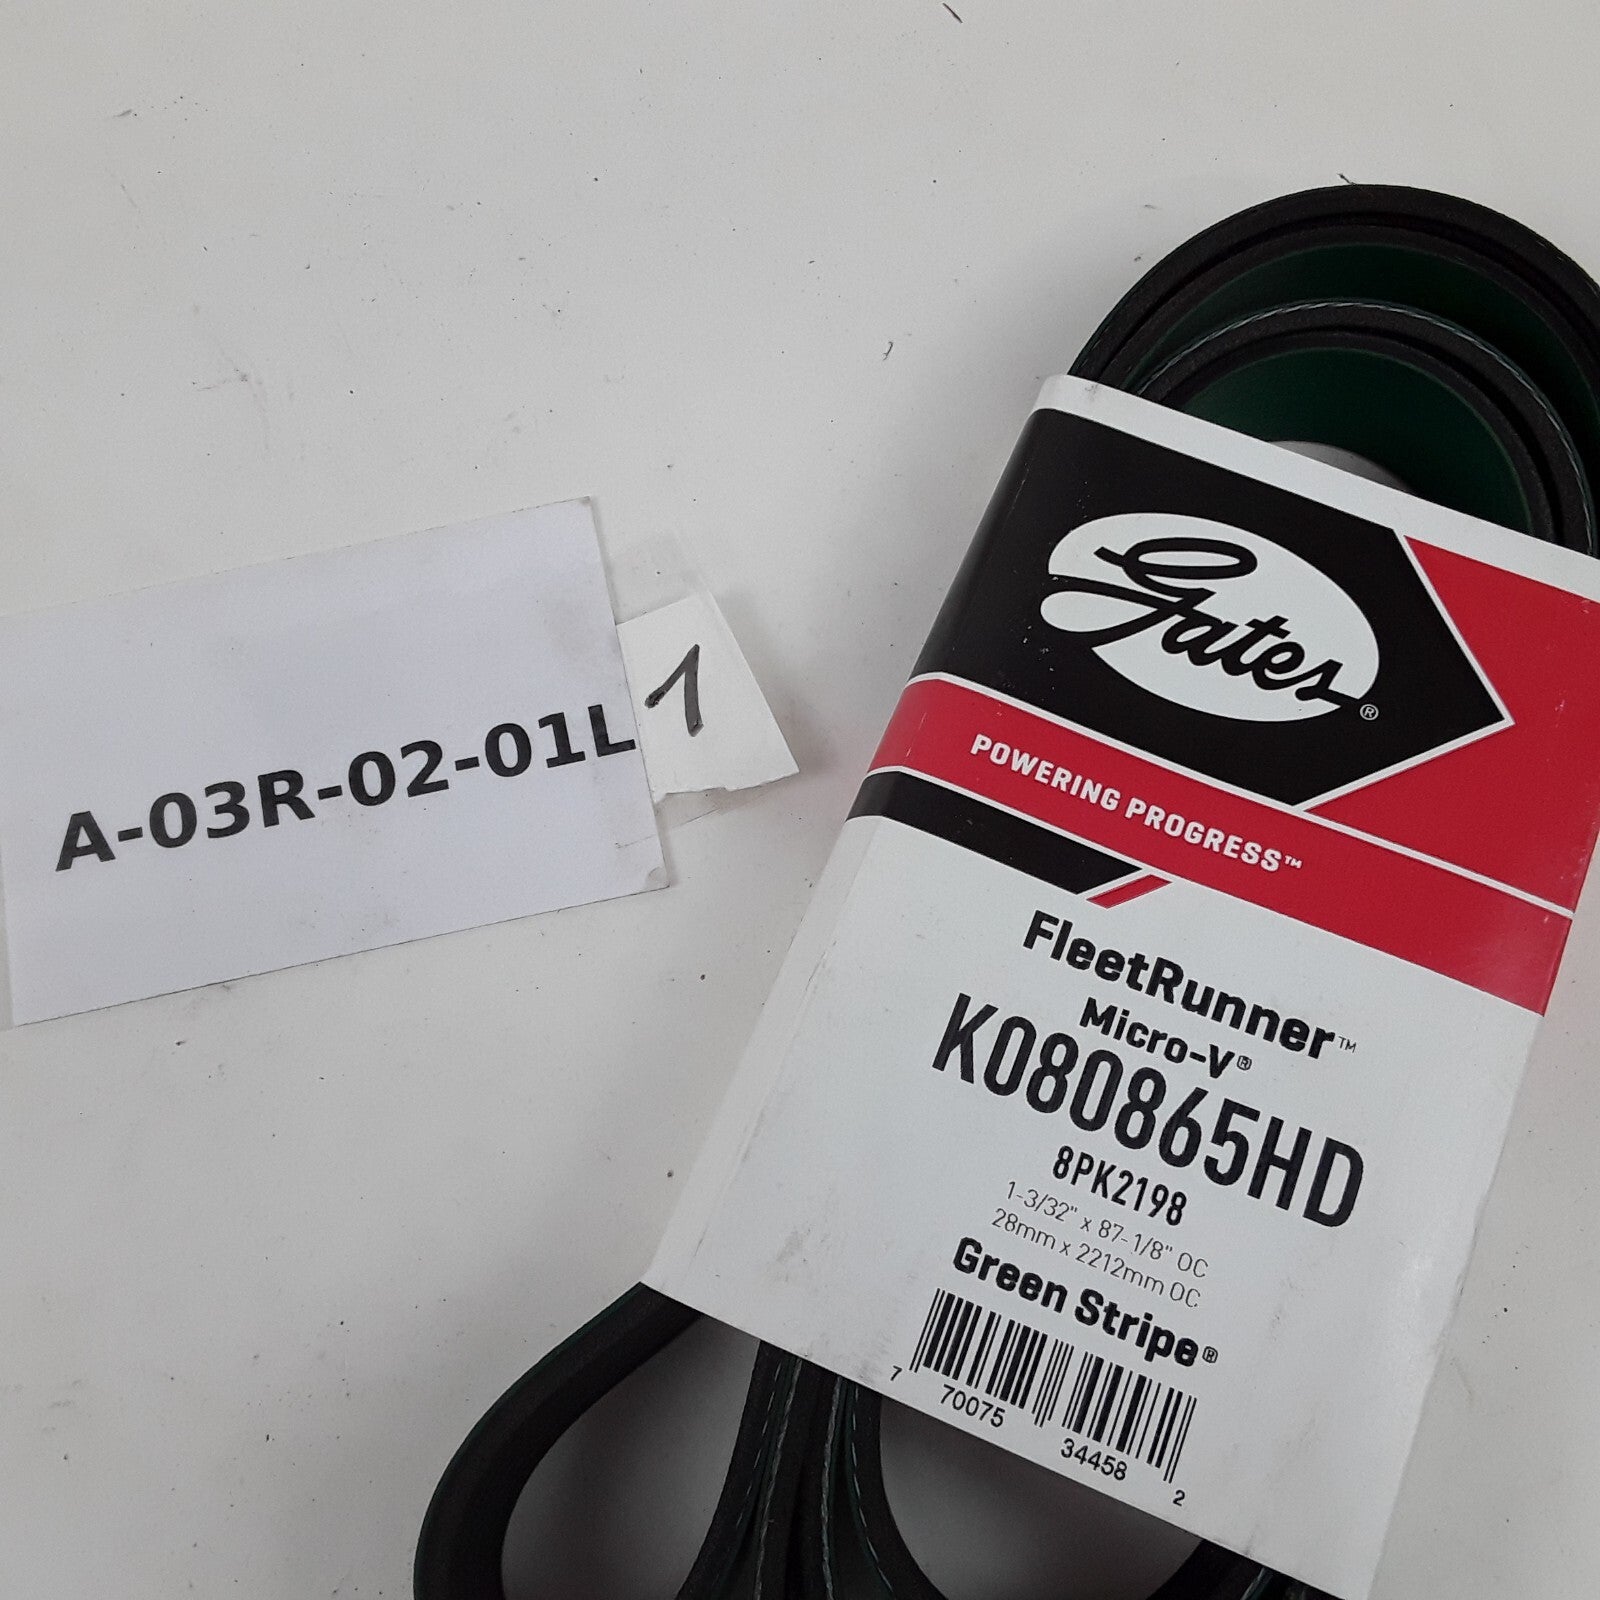 A-03R-02-01L
1
Gates®
POWERING PROGRESS™
FleetRunner™
Micro-V®
K080865HD
8PK2198
1-3/32" x 87-1/8" OC
28mm x 2212mm OC
Green Stripe®
7 70075 34458 2